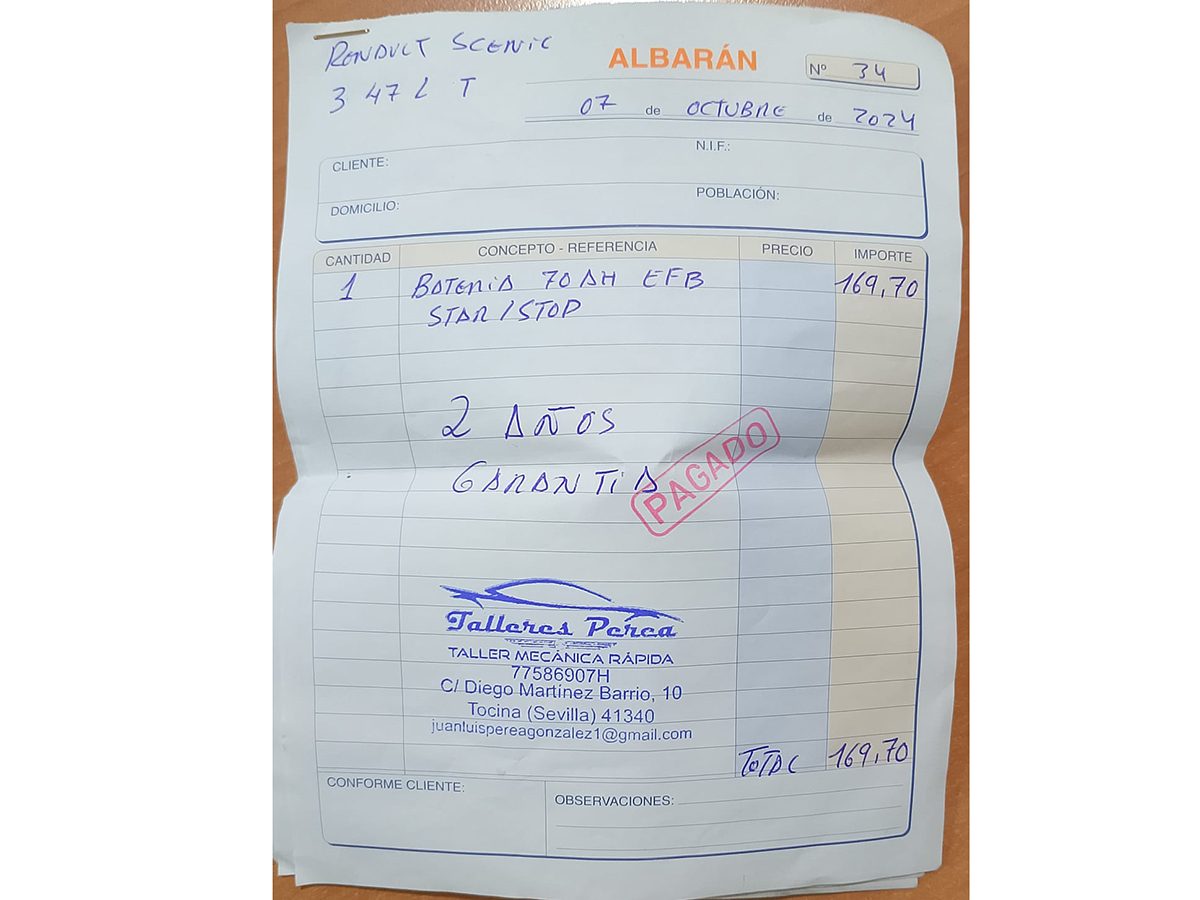 RENAULT SCENIC
3 47 L T
ALBARÁN
Nº 34
07 de OCTUBRE de 2024
CLIENTE:
N.I.F.:
DOMICILIO:
POBLACIÓN:
CANTIDAD CONCEPTO - REFERENCIA PRECIO IMPORTE
1 BATERIA 70 AH EFB 169,70
STAR/STOP
2 AÑOS
GARANTIA
PAGADO
Talleres Perea
TALLER MECÁNICA RÁPIDA
77586907H
C/ Diego Martínez Barrio, 10
Tocina (Sevilla) 41340
juanluispereagonzalez1@gmail.com
TOTAL 169,70
CONFORME CLIENTE:
OBSERVACIONES: